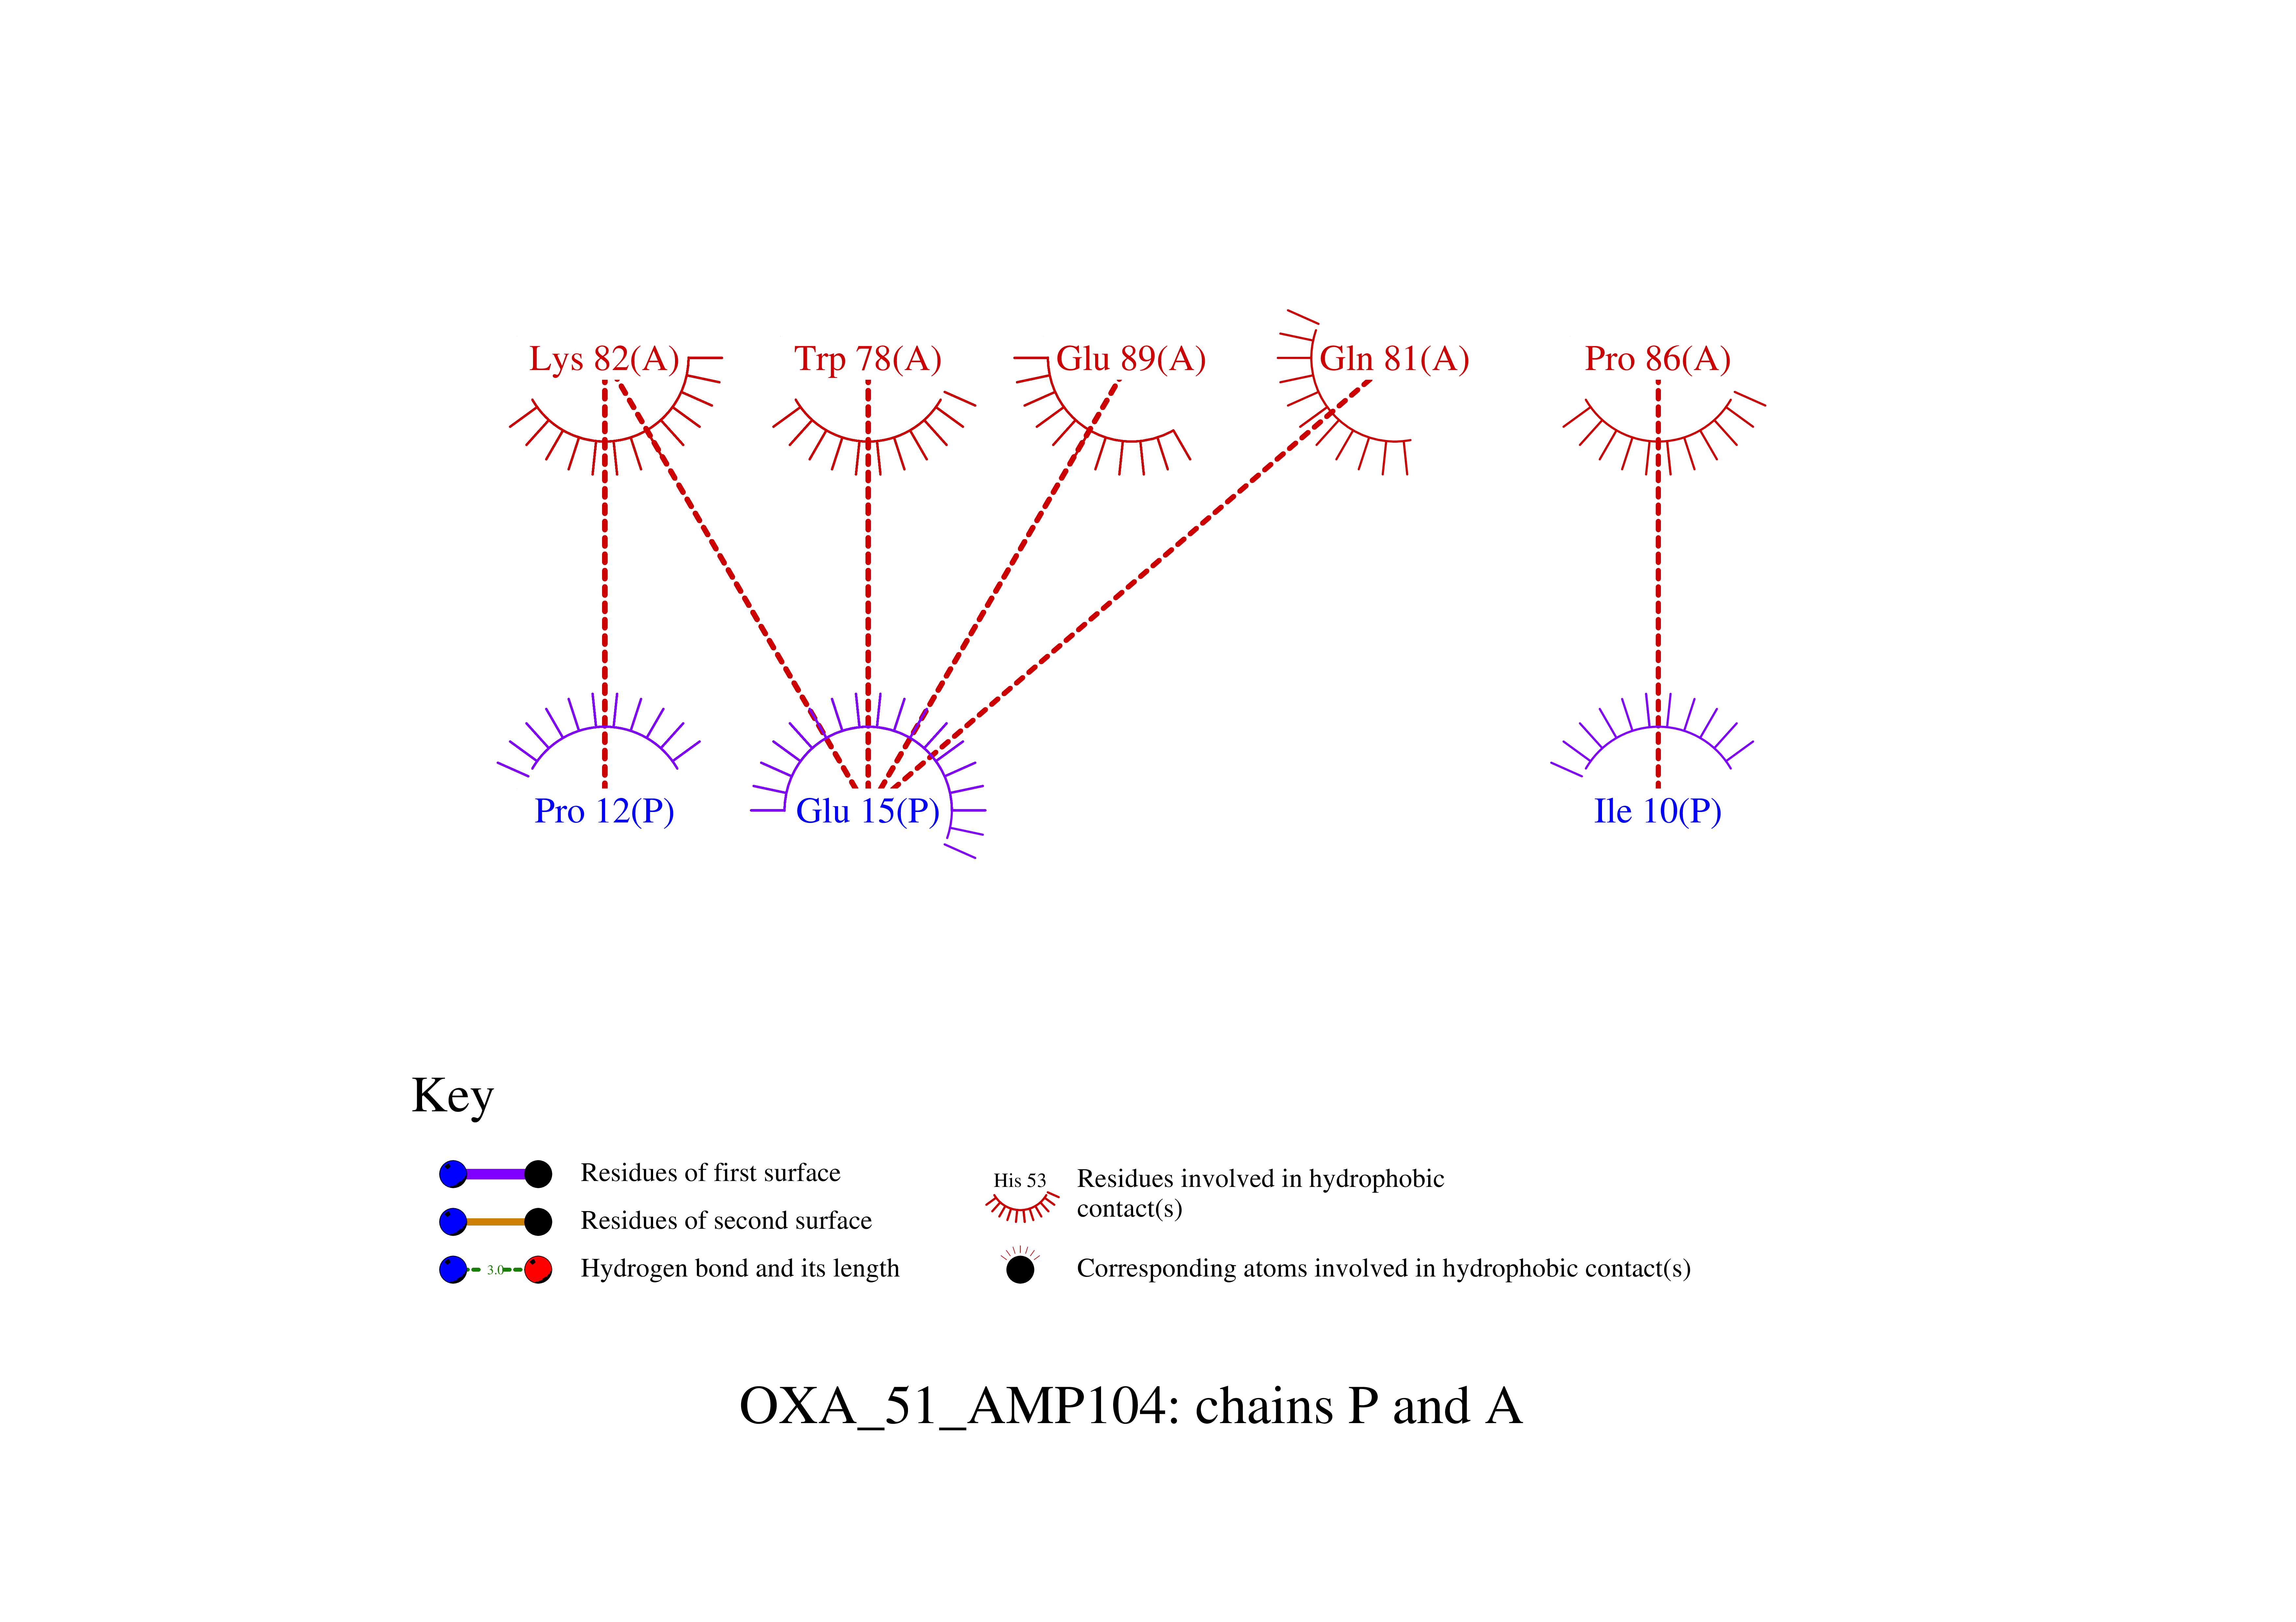 Lys 82(A) Trp 78(A) Glu 89(A) Gln 81(A) Pro 86(A)
Pro 12(P) Glu 15(P) Ile 10(P)
Key
Residues of first surface
Residues of second surface
3.0 Hydrogen bond and its length
His 53 Residues involved in hydrophobic
contact(s)
Corresponding atoms involved in hydrophobic contact(s)
OXA_51_AMP104: chains P and A